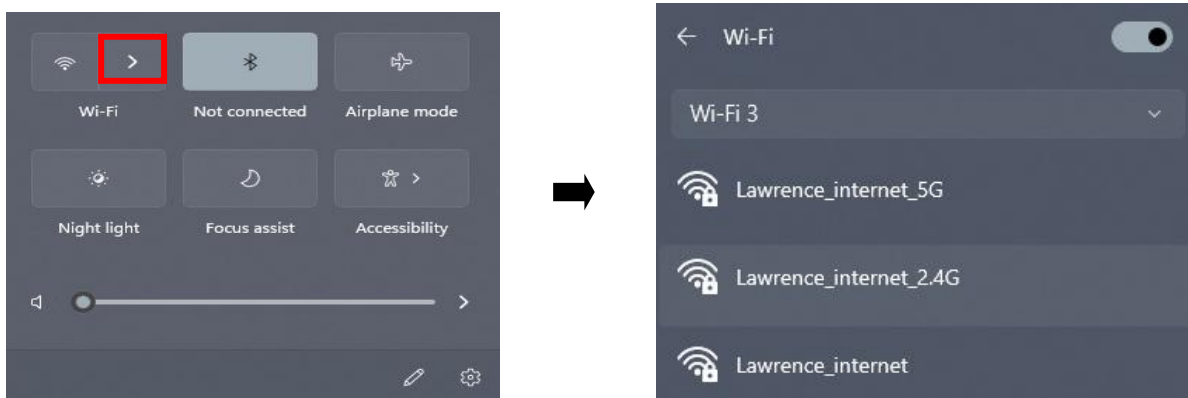 Wi-Fi
Not connected
Airplane mode
Night light
Focus assist
Accessibility
Wi-Fi
Wi-Fi 3
Lawrence_internet_5G
Lawrence_internet_2.4G
Lawrence_internet